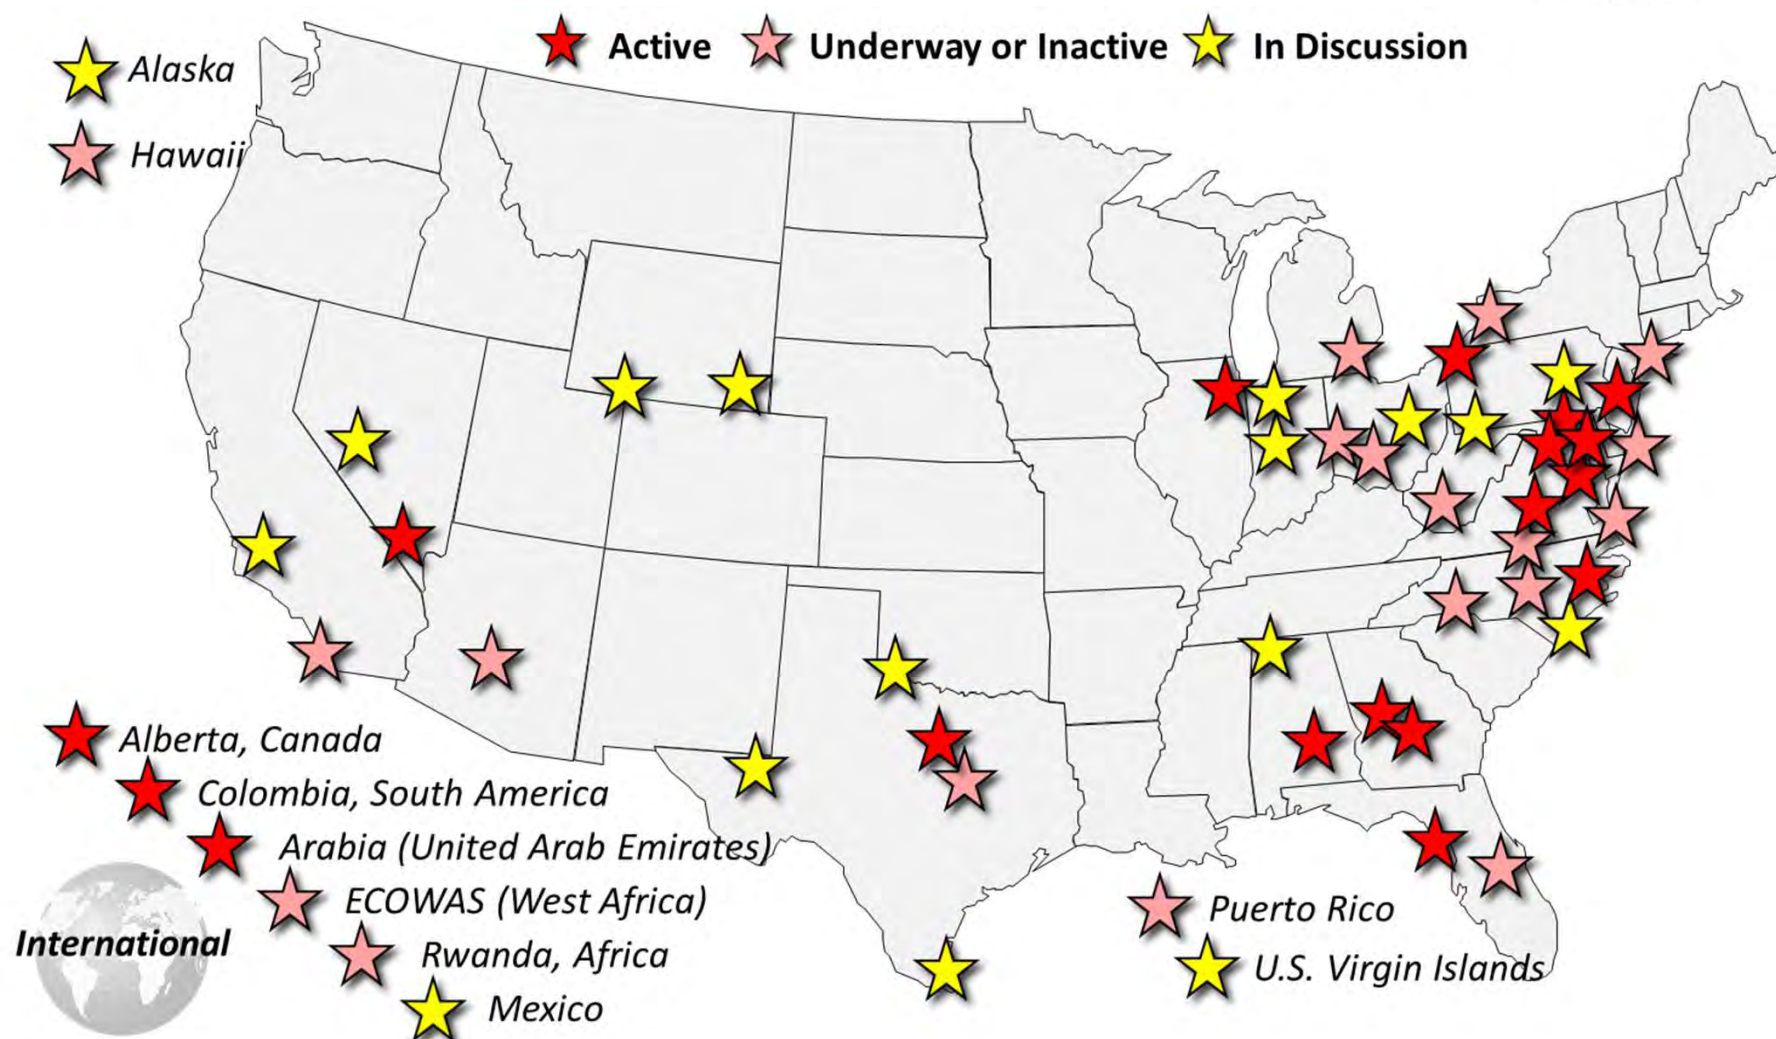 Active
Underway or Inactive
In Discussion
Alaska
Hawaii
Alberta, Canada
Colombia, South America
Arabia (United Arab Emirates)
ECOWAS (West Africa)
International
Rwanda, Africa
Mexico
Puerto Rico
U.S. Virgin Islands